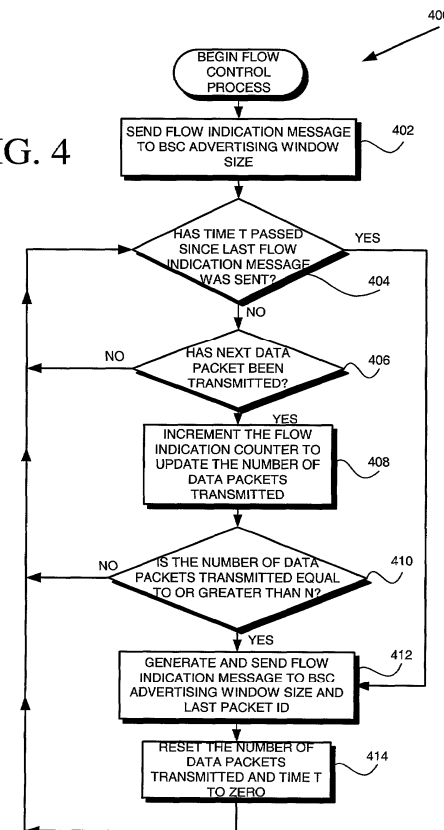 400
BEGIN FLOW
CONTROL
PROCESS
IG. 4
SEND FLOW INDICATION MESSAGE
TO BSC ADVERTISING WINDOW
SIZE
402
HAS TIME T PASSED
SINCE LAST FLOW
INDICATION MESSAGE
WAS SENT?
YES
404
NO
HAS NEXT DATA
PACKET BEEN
TRANSMITTED?
NO
406
YES
INCREMENT THE FLOW
INDICATION COUNTER TO
UPDATE THE NUMBER OF
DATA PACKETS
TRANSMITTED
408
IS THE NUMBER OF DATA
PACKETS TRANSMITTED EQUAL
TO OR GREATER THAN N?
NO
410
YES
GENERATE AND SEND FLOW
INDICATION MESSAGE TO BSC
ADVERTISING WINDOW SIZE AND
LAST PACKET ID
412
RESET THE NUMBER OF
DATA PACKETS
TRANSMITTED AND TIME T
TO ZERO
414